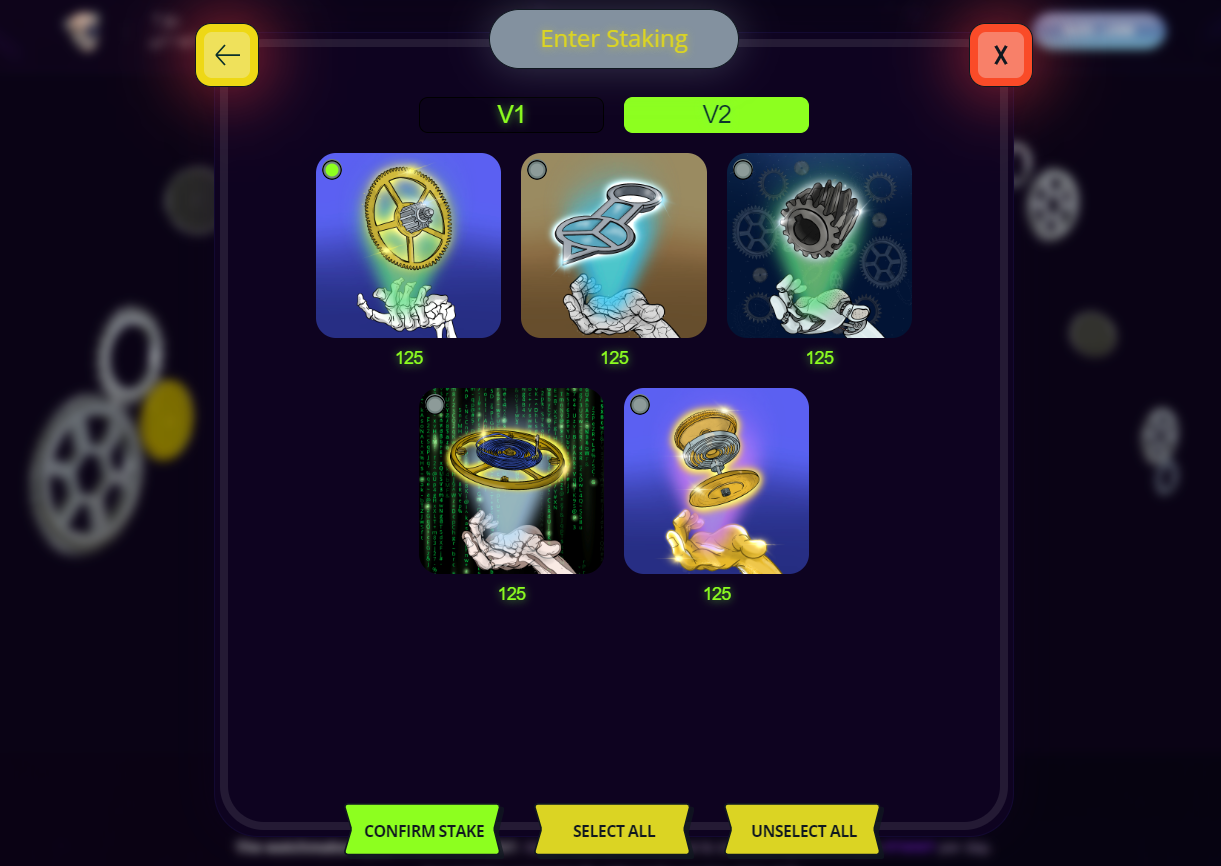 Enter Staking
X
V1
V2
125
125
125
125
125
CONFIRM STAKE
SELECT ALL
UNSELECT ALL